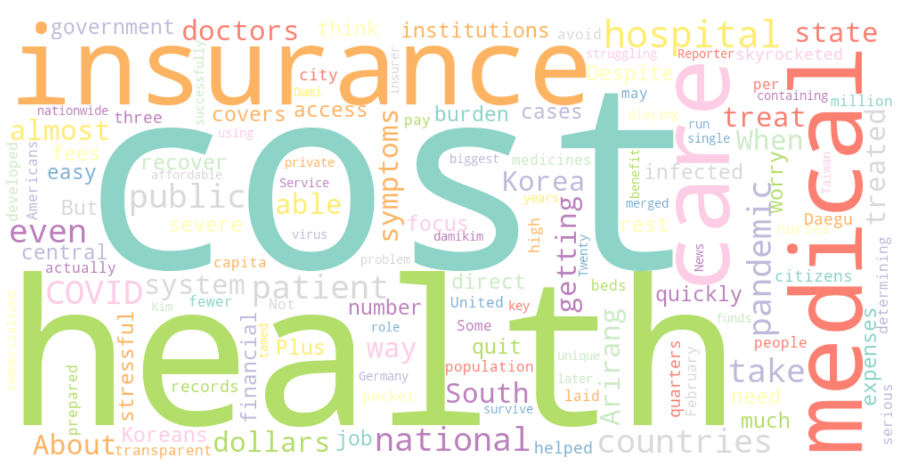 government
doctors
think
institutions
avoid
hospital
state
insurance
struggling
Reporter
skyrocketed
successfully
city
Dami
insurer
Despite
care
medical
nationwide
three
covers
access
symptoms
pay
burden
cases
may
playing
per
containing
million
almost
fees
using
cost
run
single
treat
When
developed
Americans
easy
recover
affordable
private
Service
biggest
medicines
years
benefit
infected
worry
Taiwan
treated
public
able
Korea
merged
pandemic
But
severe
virus
focus
damikim
high
getting
Twenty
rest
News
Daegu
nurses
even
central
actually
capita
problem
system
patient
direct
beds
quickly
citizens
determining
COVID
Kim
fewer
Not
number
United
key
funds
health
commercialized
stressful
financial
tamed
Plus
role
Some
way
quit
unique
Arirang
quarters
February
people
take
expenses
prepared
records
Germany
population
later
need
pocket
South
laid
survive
much
serious
About
Koreans
transparent
dollars
job
national
helped
countries